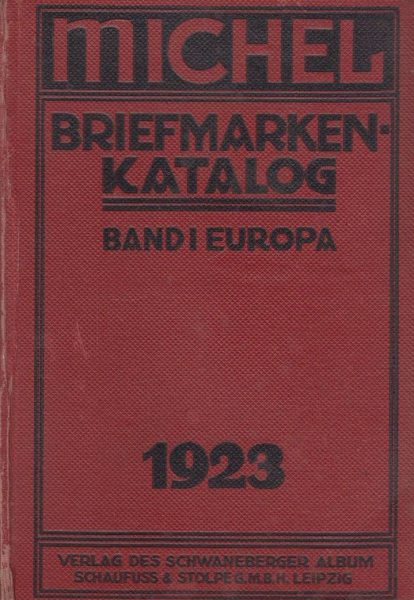 MICHEL
BRIEFMARKEN-
KATALOG
BAND I EUROPA
1923
VERLAG DES SCHWANEBERGER ALBUM
SCHAUFUSS & STOLPE G.M.B.H. LEIPZIG